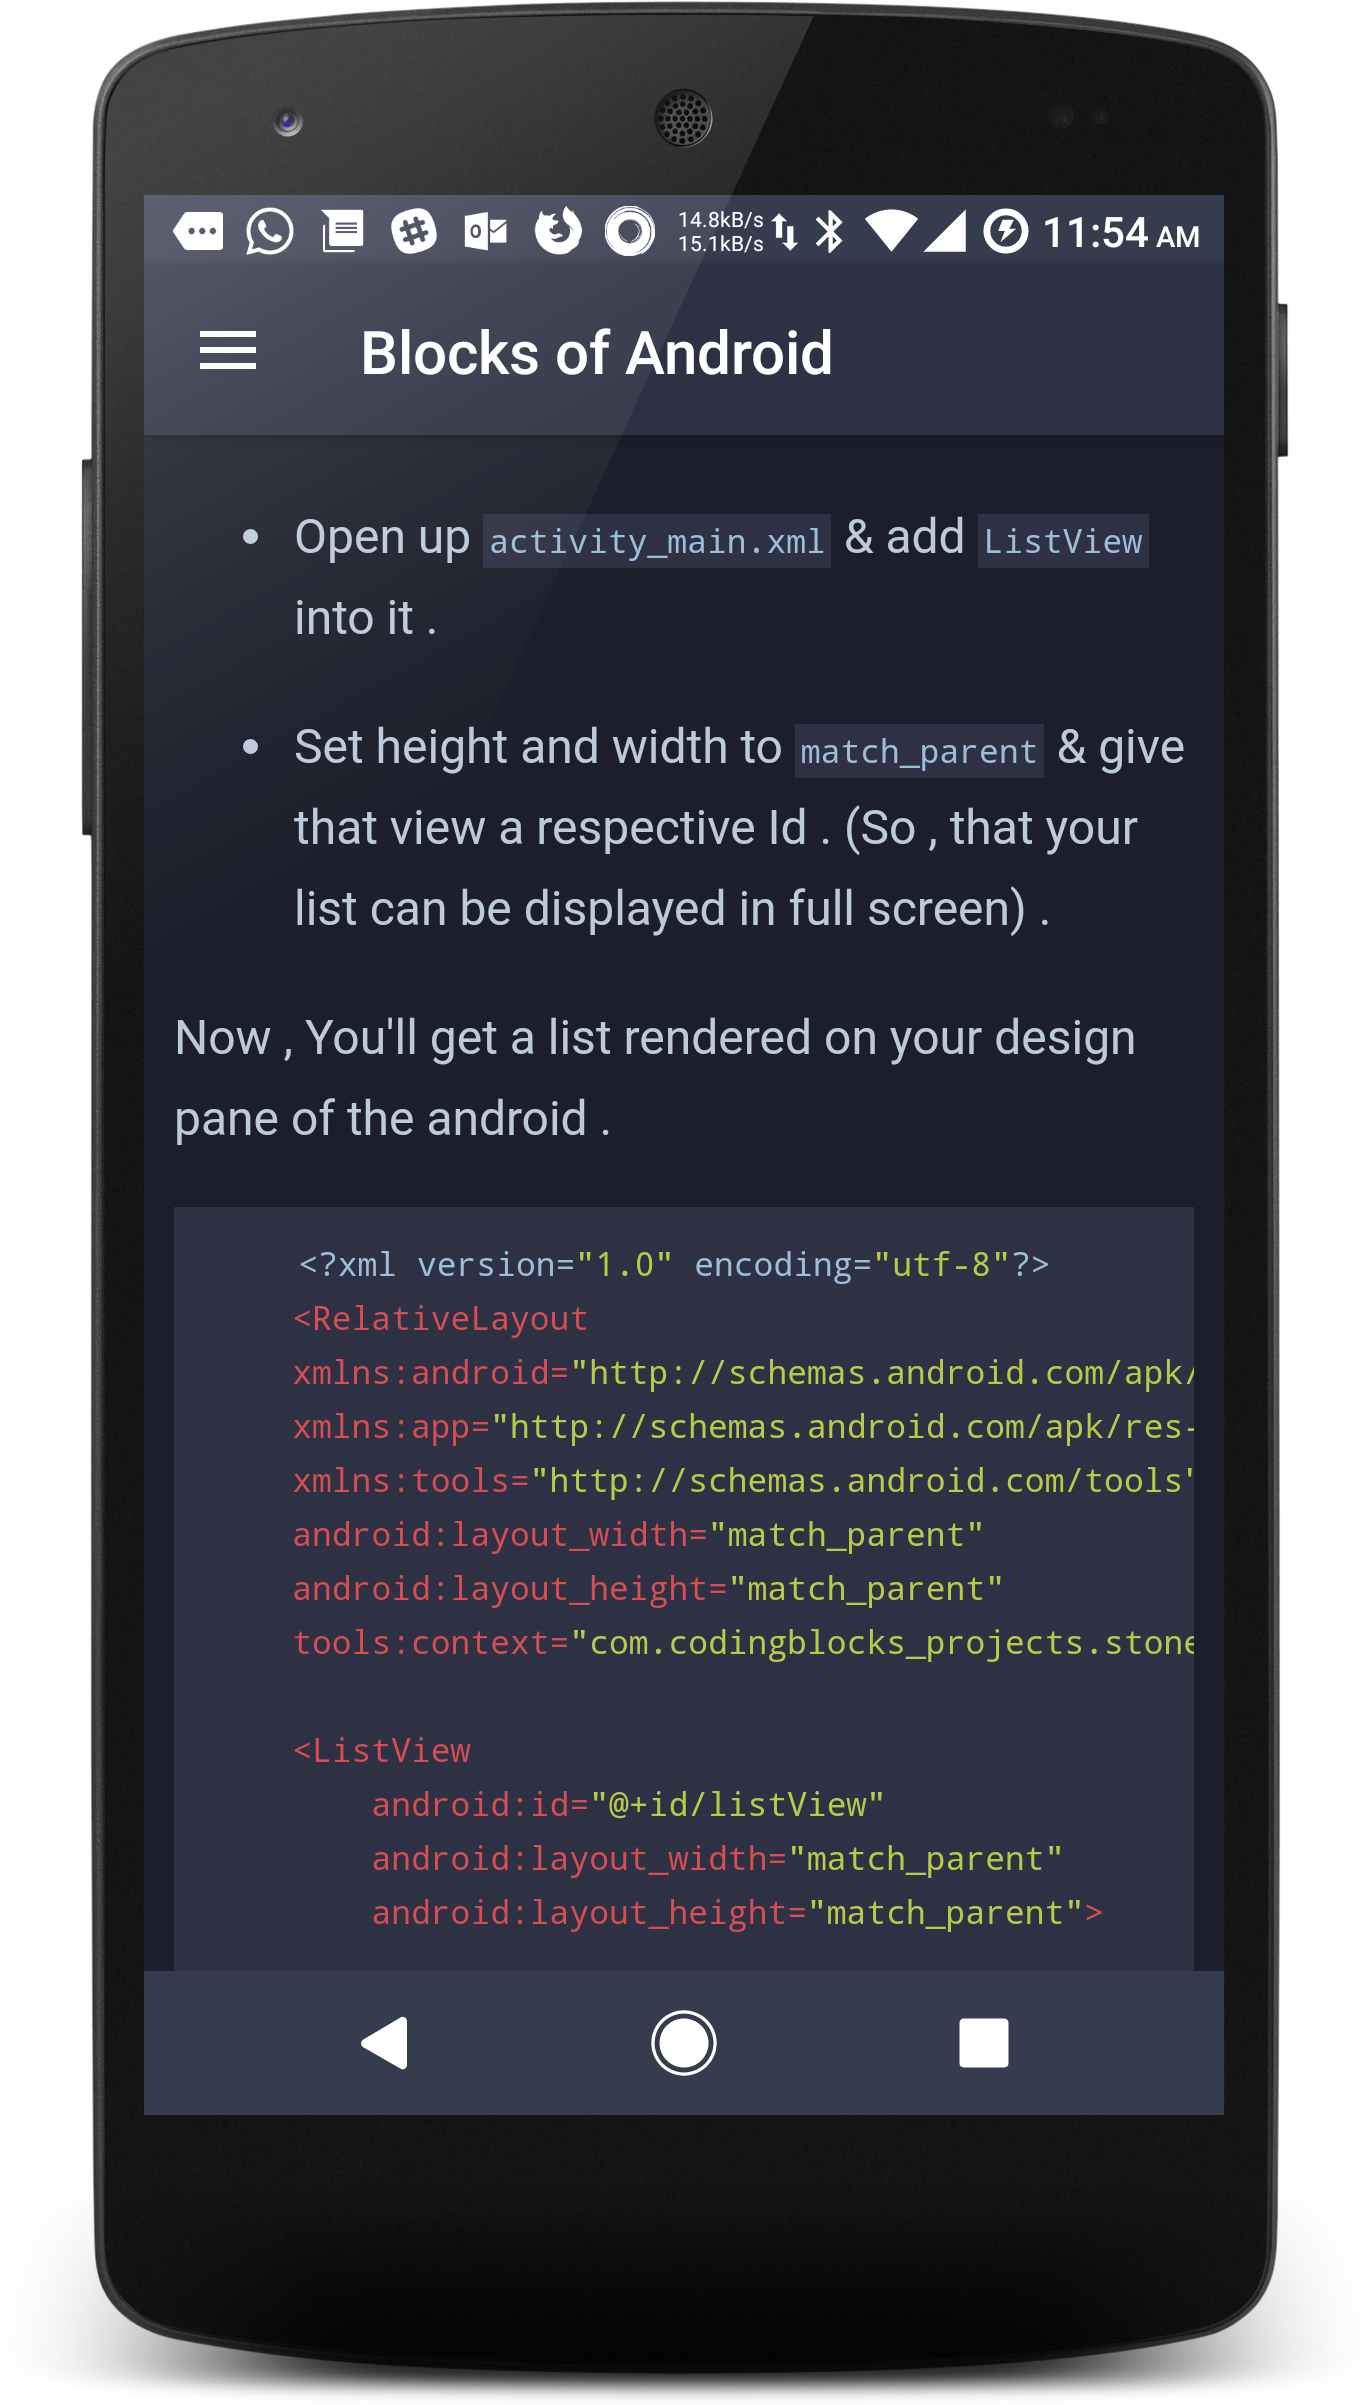 14.8kB/s
15.1kB/s
11:54 AM
Blocks of Android
• Open up activity_main.xml & add ListView
into it .
• Set height and width to match_parent & give
that view a respective Id . (So , that your
list can be displayed in full screen) .
Now , You'll get a list rendered on your design
pane of the android .
<?xml version="1.0" encoding="utf-8"?>
<RelativeLayout
xmlns:android="http://schemas.android.com/apk/
xmlns:app="http://schemas.android.com/apk/res-
xmlns:tools="http://schemas.android.com/tools"
android:layout_width="match_parent"
android:layout_height="match_parent"
tools:context="com.codingblocks_projects.stone
<ListView
android:id="@+id/listView"
android:layout_width="match_parent"
android:layout_height="match_parent">